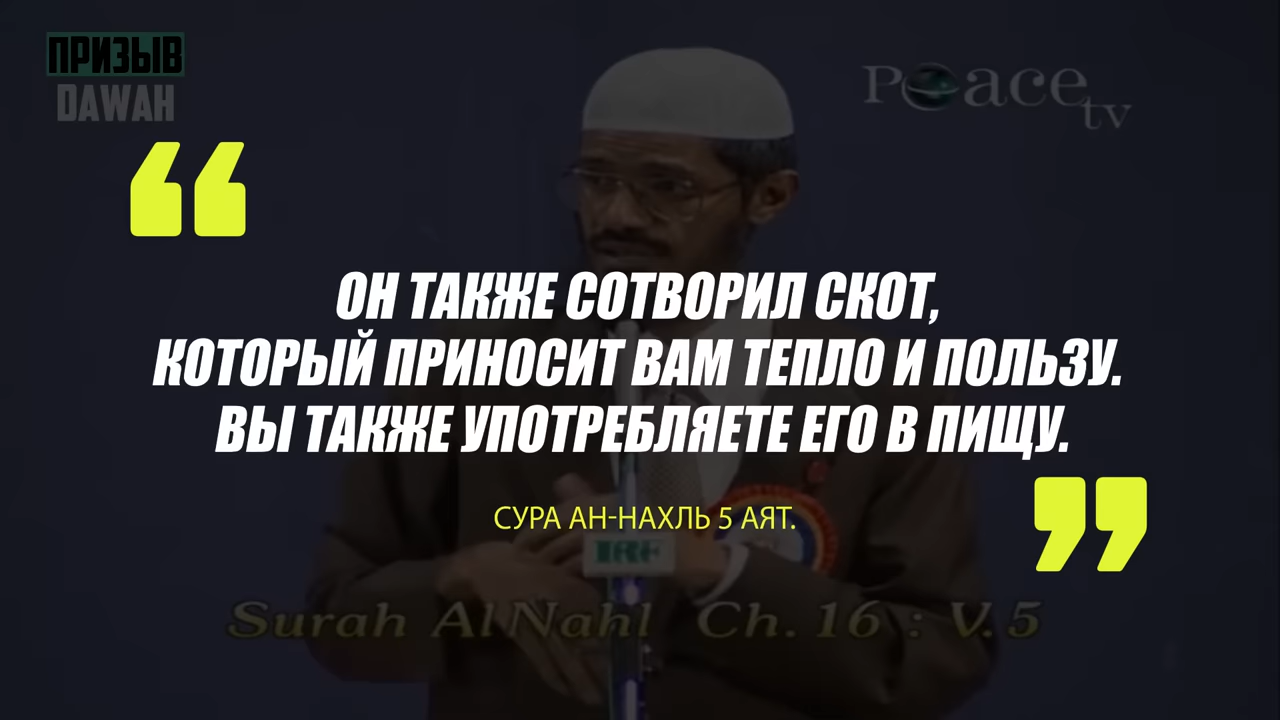 ПРИЗЫВ
DAWAH
Peace
tv
“
ОН ТАКЖЕ СОТВОРИЛ СКОТ,
КОТОРЫЙ ПРИНОСИТ ВАМ ТЕПЛО И ПОЛЬЗУ.
ВЫ ТАКЖЕ УПОТРЕБЛЯЕТЕ ЕГО В ПИЩУ.
”
СУРА АН-НАХЛЬ 5 АЯТ.
IRF
Surah Al Nahl Ch. 16 : V. 5